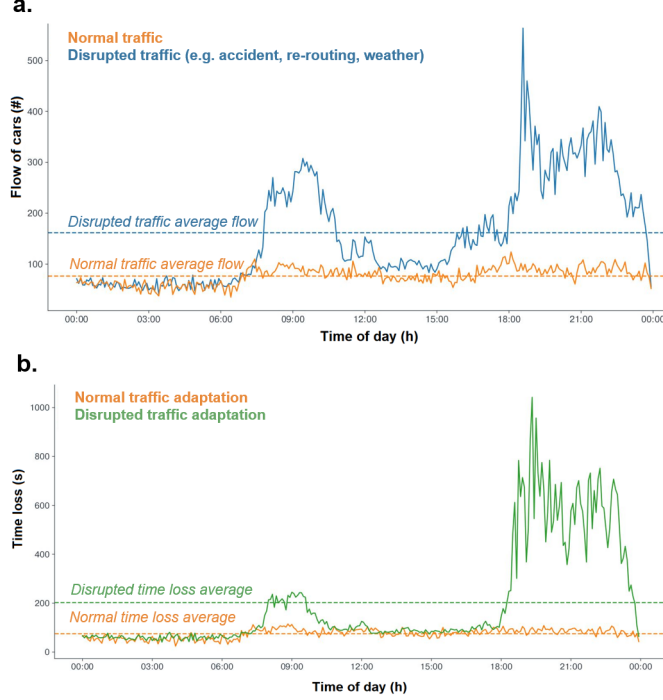 a.
Normal traffic
Disrupted traffic (e.g. accident, re-routing, weather)
Flow of cars (#)
500
400
300
200
100
Disrupted traffic average flow
Normal traffic average flow
00:00 03:00 06:00 09:00 12:00 15:00 18:00 21:00 00:00
Time of day (h)
b.
Normal traffic adaptation
Disrupted traffic adaptation
Time loss (s)
1000
800
600
400
200
0
Disrupted time loss average
Normal time loss average
00:00 03:00 06:00 09:00 12:00 15:00 18:00 21:00 00:00
Time of day (h)